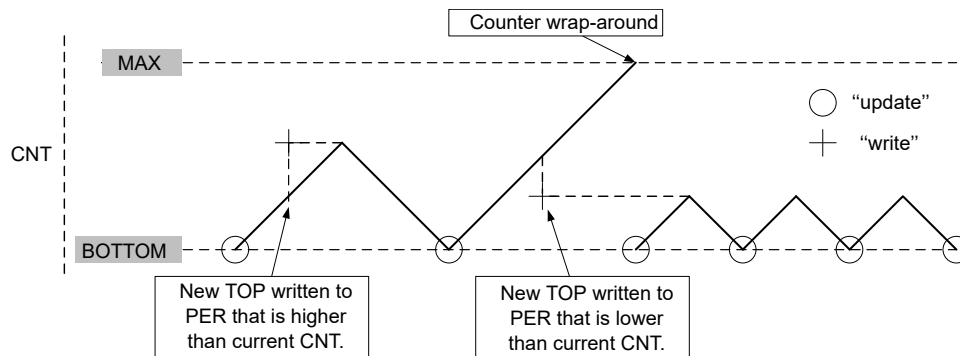 Counter wrap-around
MAX
“update”
“write”
CNT
BOTTOM
New TOP written to
PER that is higher
than current CNT.
New TOP written to
PER that is lower
than current CNT.